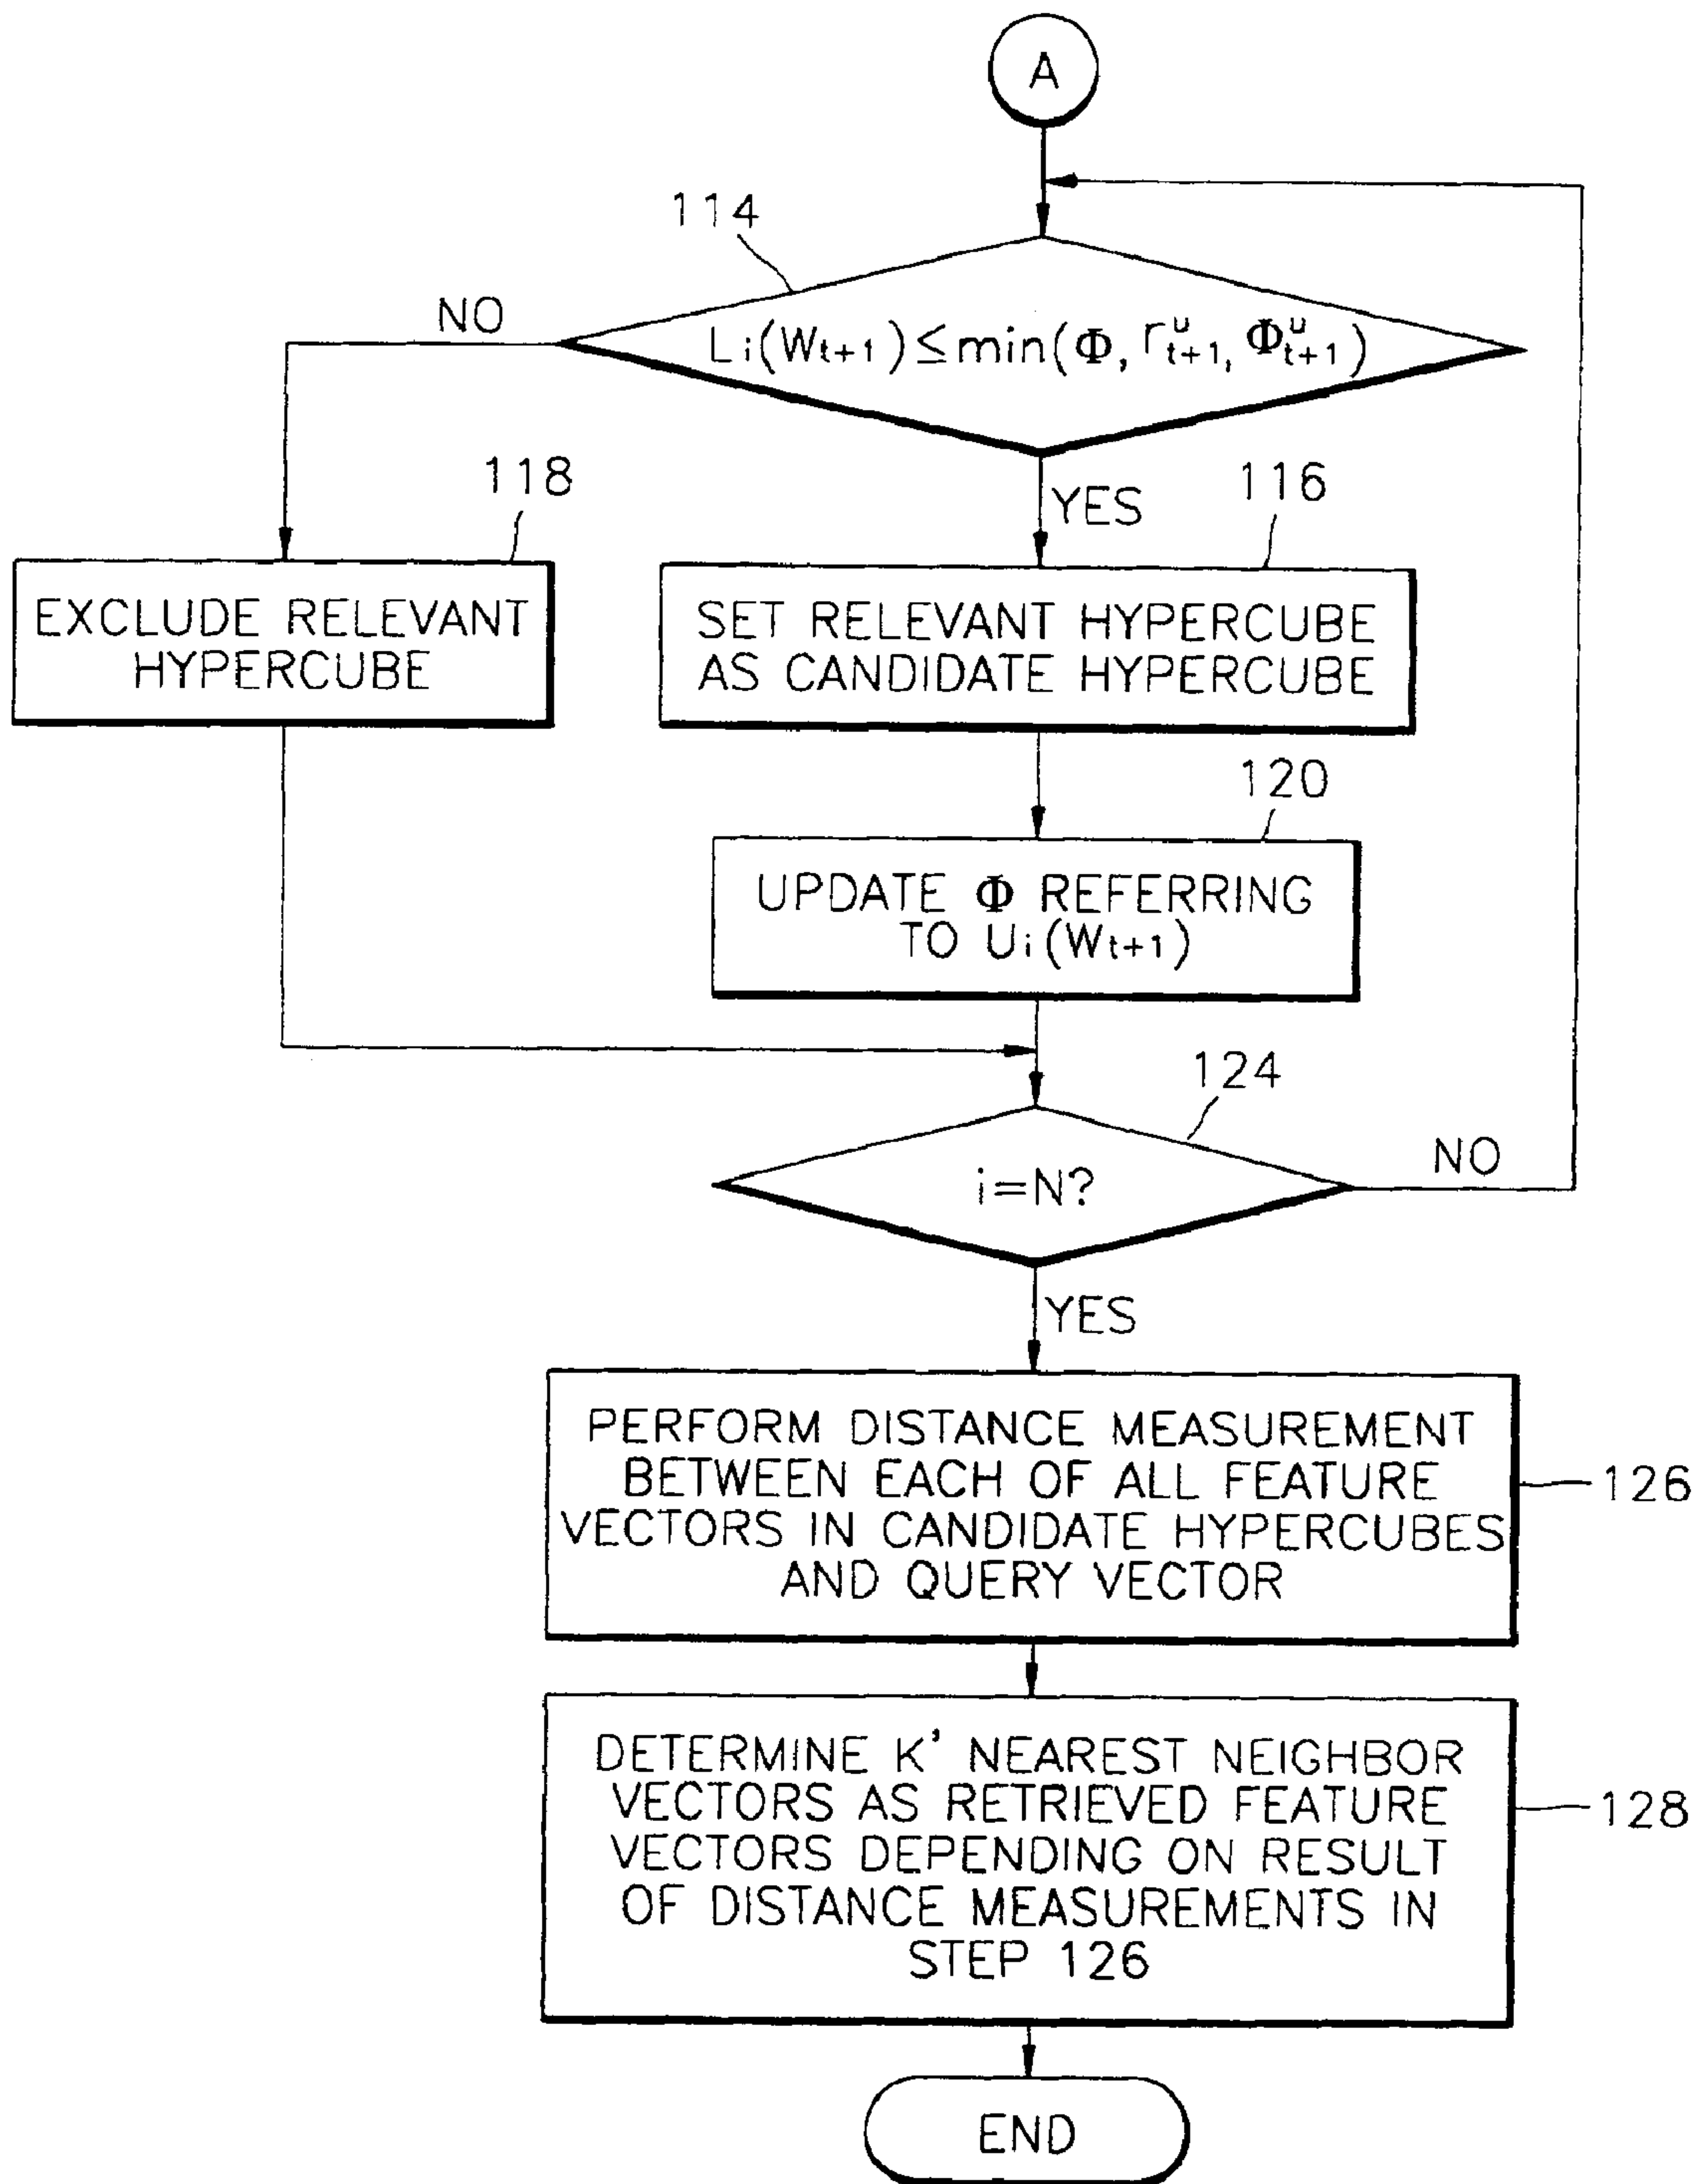 A
114
NO
Li(Wt+1)≤min(Φ, r^u_{t+1}, Φ^u_{t+1})
118
YES
116
EXCLUDE RELEVANT
HYPERCUBE
SET RELEVANT HYPERCUBE
AS CANDIDATE HYPERCUBE
120
UPDATE Φ REFERRING
TO Ui(Wt+1)
124
i=N?
NO
YES
PERFORM DISTANCE MEASUREMENT
BETWEEN EACH OF ALL FEATURE
VECTORS IN CANDIDATE HYPERCUBES
AND QUERY VECTOR
126
DETERMINE K' NEAREST NEIGHBOR
VECTORS AS RETRIEVED FEATURE
VECTORS DEPENDING ON RESULT
OF DISTANCE MEASUREMENTS IN
STEP 126
128
END